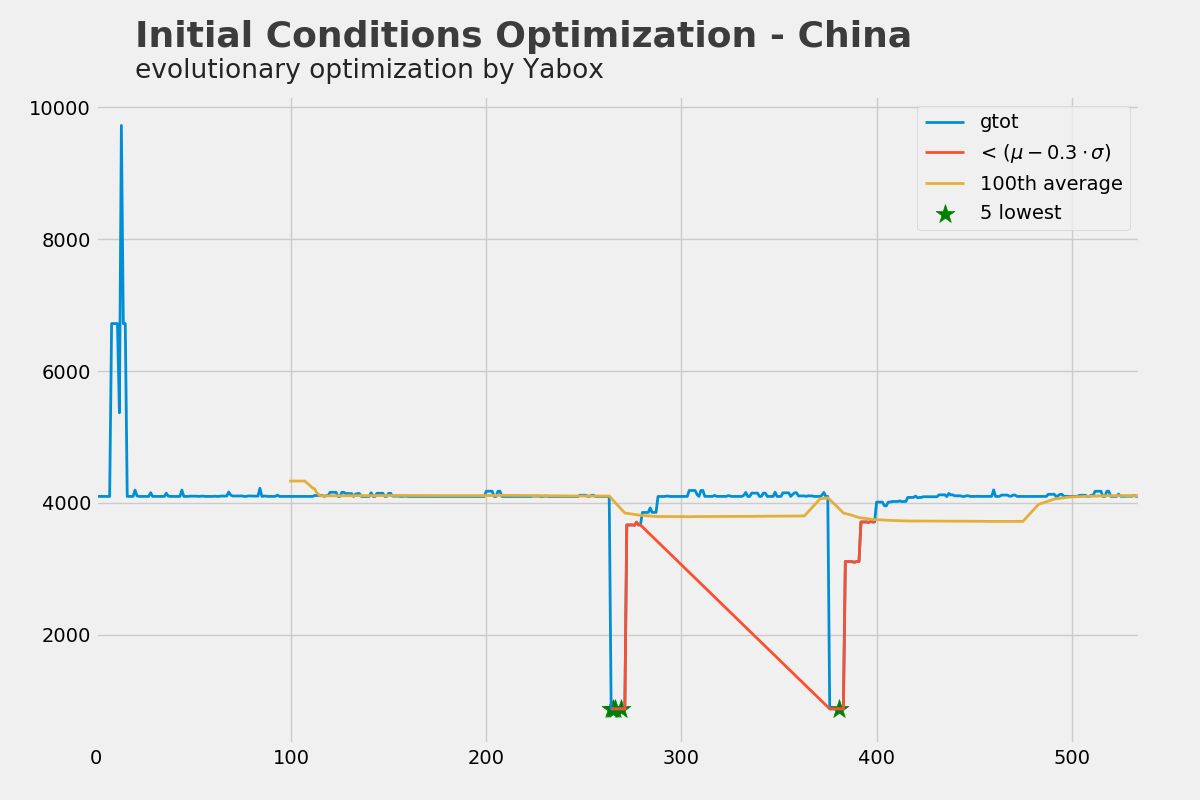 Initial Conditions Optimization - China
evolutionary optimization by Yabox
10000
8000
6000
4000
2000
0 100 200 300 400 500
gtot
< (μ − 0.3 · σ)
100th average
5 lowest